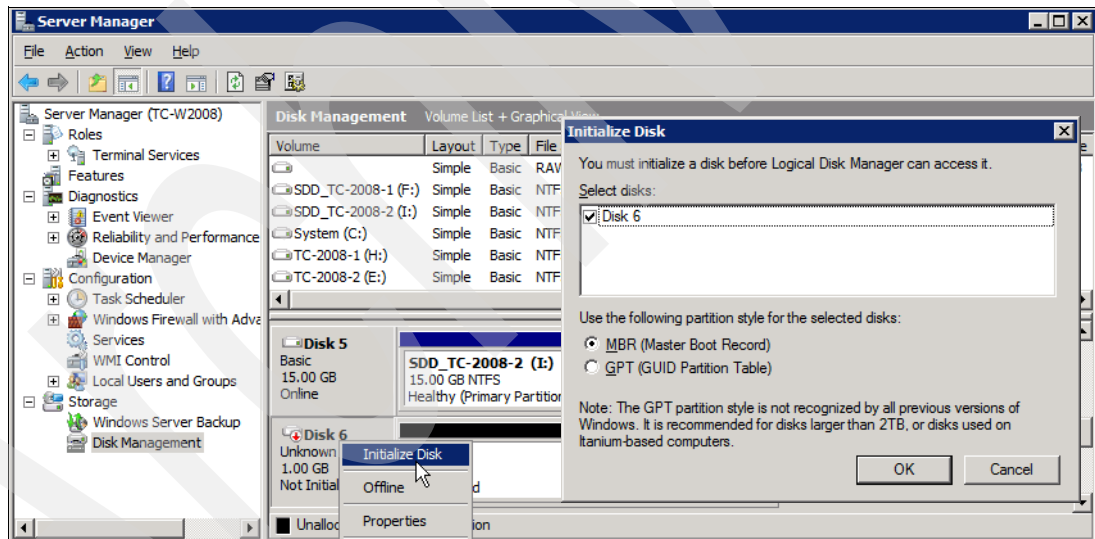 Server Manager
File Action View Help
Server Manager (TC-W2008)
Roles
Terminal Services
Features
Diagnostics
Event Viewer
Reliability and Performance
Device Manager
Configuration
Task Scheduler
Windows Firewall with Adva
Services
WMI Control
Local Users and Groups
Storage
Windows Server Backup
Disk Management
Disk Management Volume List + Graphical View
Volume Layout Type File
Simple Basic RAW
SDD_TC-2008-1 (F:) Simple Basic NTF
SDD_TC-2008-2 (I:) Simple Basic NTF
System (C:) Simple Basic NTF
TC-2008-1 (H:) Simple Basic NTF
TC-2008-2 (E:) Simple Basic NTF
Disk 5
Basic
15.00 GB
Online
SDD_TC-2008-2 (I:)
15.00 GB NTFS
Healthy (Primary Partition
Disk 6
Unknown
1.00 GB
Not Initial
Initialize Disk
Offline
Properties
Unalloc
Initialize Disk
You must initialize a disk before Logical Disk Manager can access it.
Select disks:
Disk 6
Use the following partition style for the selected disks:
MBR (Master Boot Record)
GPT (GUID Partition Table)
Note: The GPT partition style is not recognized by all previous versions of
Windows. It is recommended for disks larger than 2TB, or disks used on
Itanium-based computers.
OK Cancel